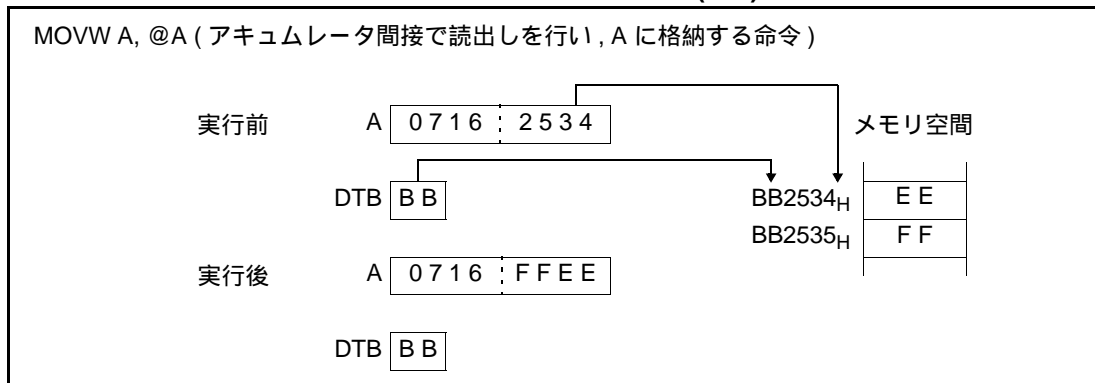 MOVW A, @A ( アキュムレータ間接で読出しを行い , A に格納する命令 )
実行前 A 0716 2534 メモリ空間
DTB BB BB2534H EE
BB2535H FF
実行後 A 0716 FFEE
DTB BB